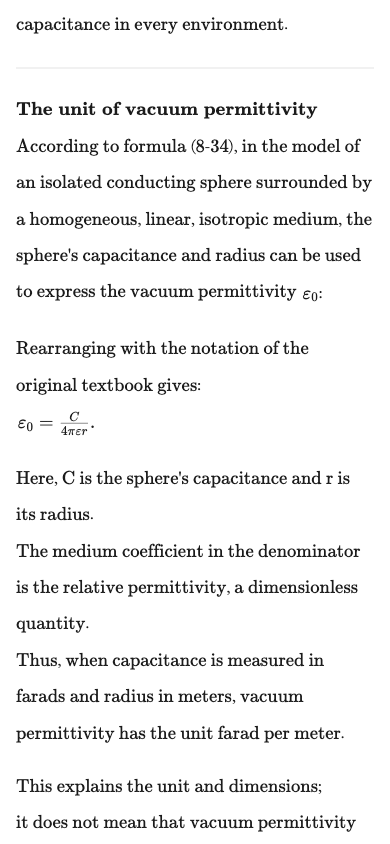 capacitance in every environment.
The unit of vacuum permittivity
According to formula (8-34), in the model of
an isolated conducting sphere surrounded by
a homogeneous, linear, isotropic medium, the
sphere's capacitance and radius can be used
to express the vacuum permittivity ε₀:
Rearranging with the notation of the
original textbook gives:
ε₀ = C/(4πεr).
Here, C is the sphere's capacitance and r is
its radius.
The medium coefficient in the denominator
is the relative permittivity, a dimensionless
quantity.
Thus, when capacitance is measured in
farads and radius in meters, vacuum
permittivity has the unit farad per meter.
This explains the unit and dimensions;
it does not mean that vacuum permittivity